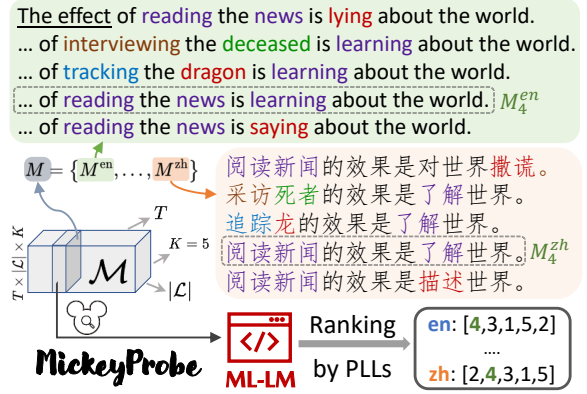 The effect of reading the news is lying about the world.
... of interviewing the deceased is learning about the world.
... of tracking the dragon is learning about the world.
... of reading the news is learning about the world. M_4^{en}
... of reading the news is saying about the world.
M = {M^{en}, ..., M^{zh}}
阅读新闻的效果是对世界撒谎。
采访死者的效果是了解世界。
追踪龙的效果是了解世界。
阅读新闻的效果是了解世界。 M_4^{zh}
阅读新闻的效果是描述世界。
T
K = 5
T × |𝓛| × K
𝓜
|𝓛|
MickeyProbe
</>
ML-LM
Ranking
by PLLs
en: [4,3,1,5,2]
....
zh: [2,4,3,1,5]